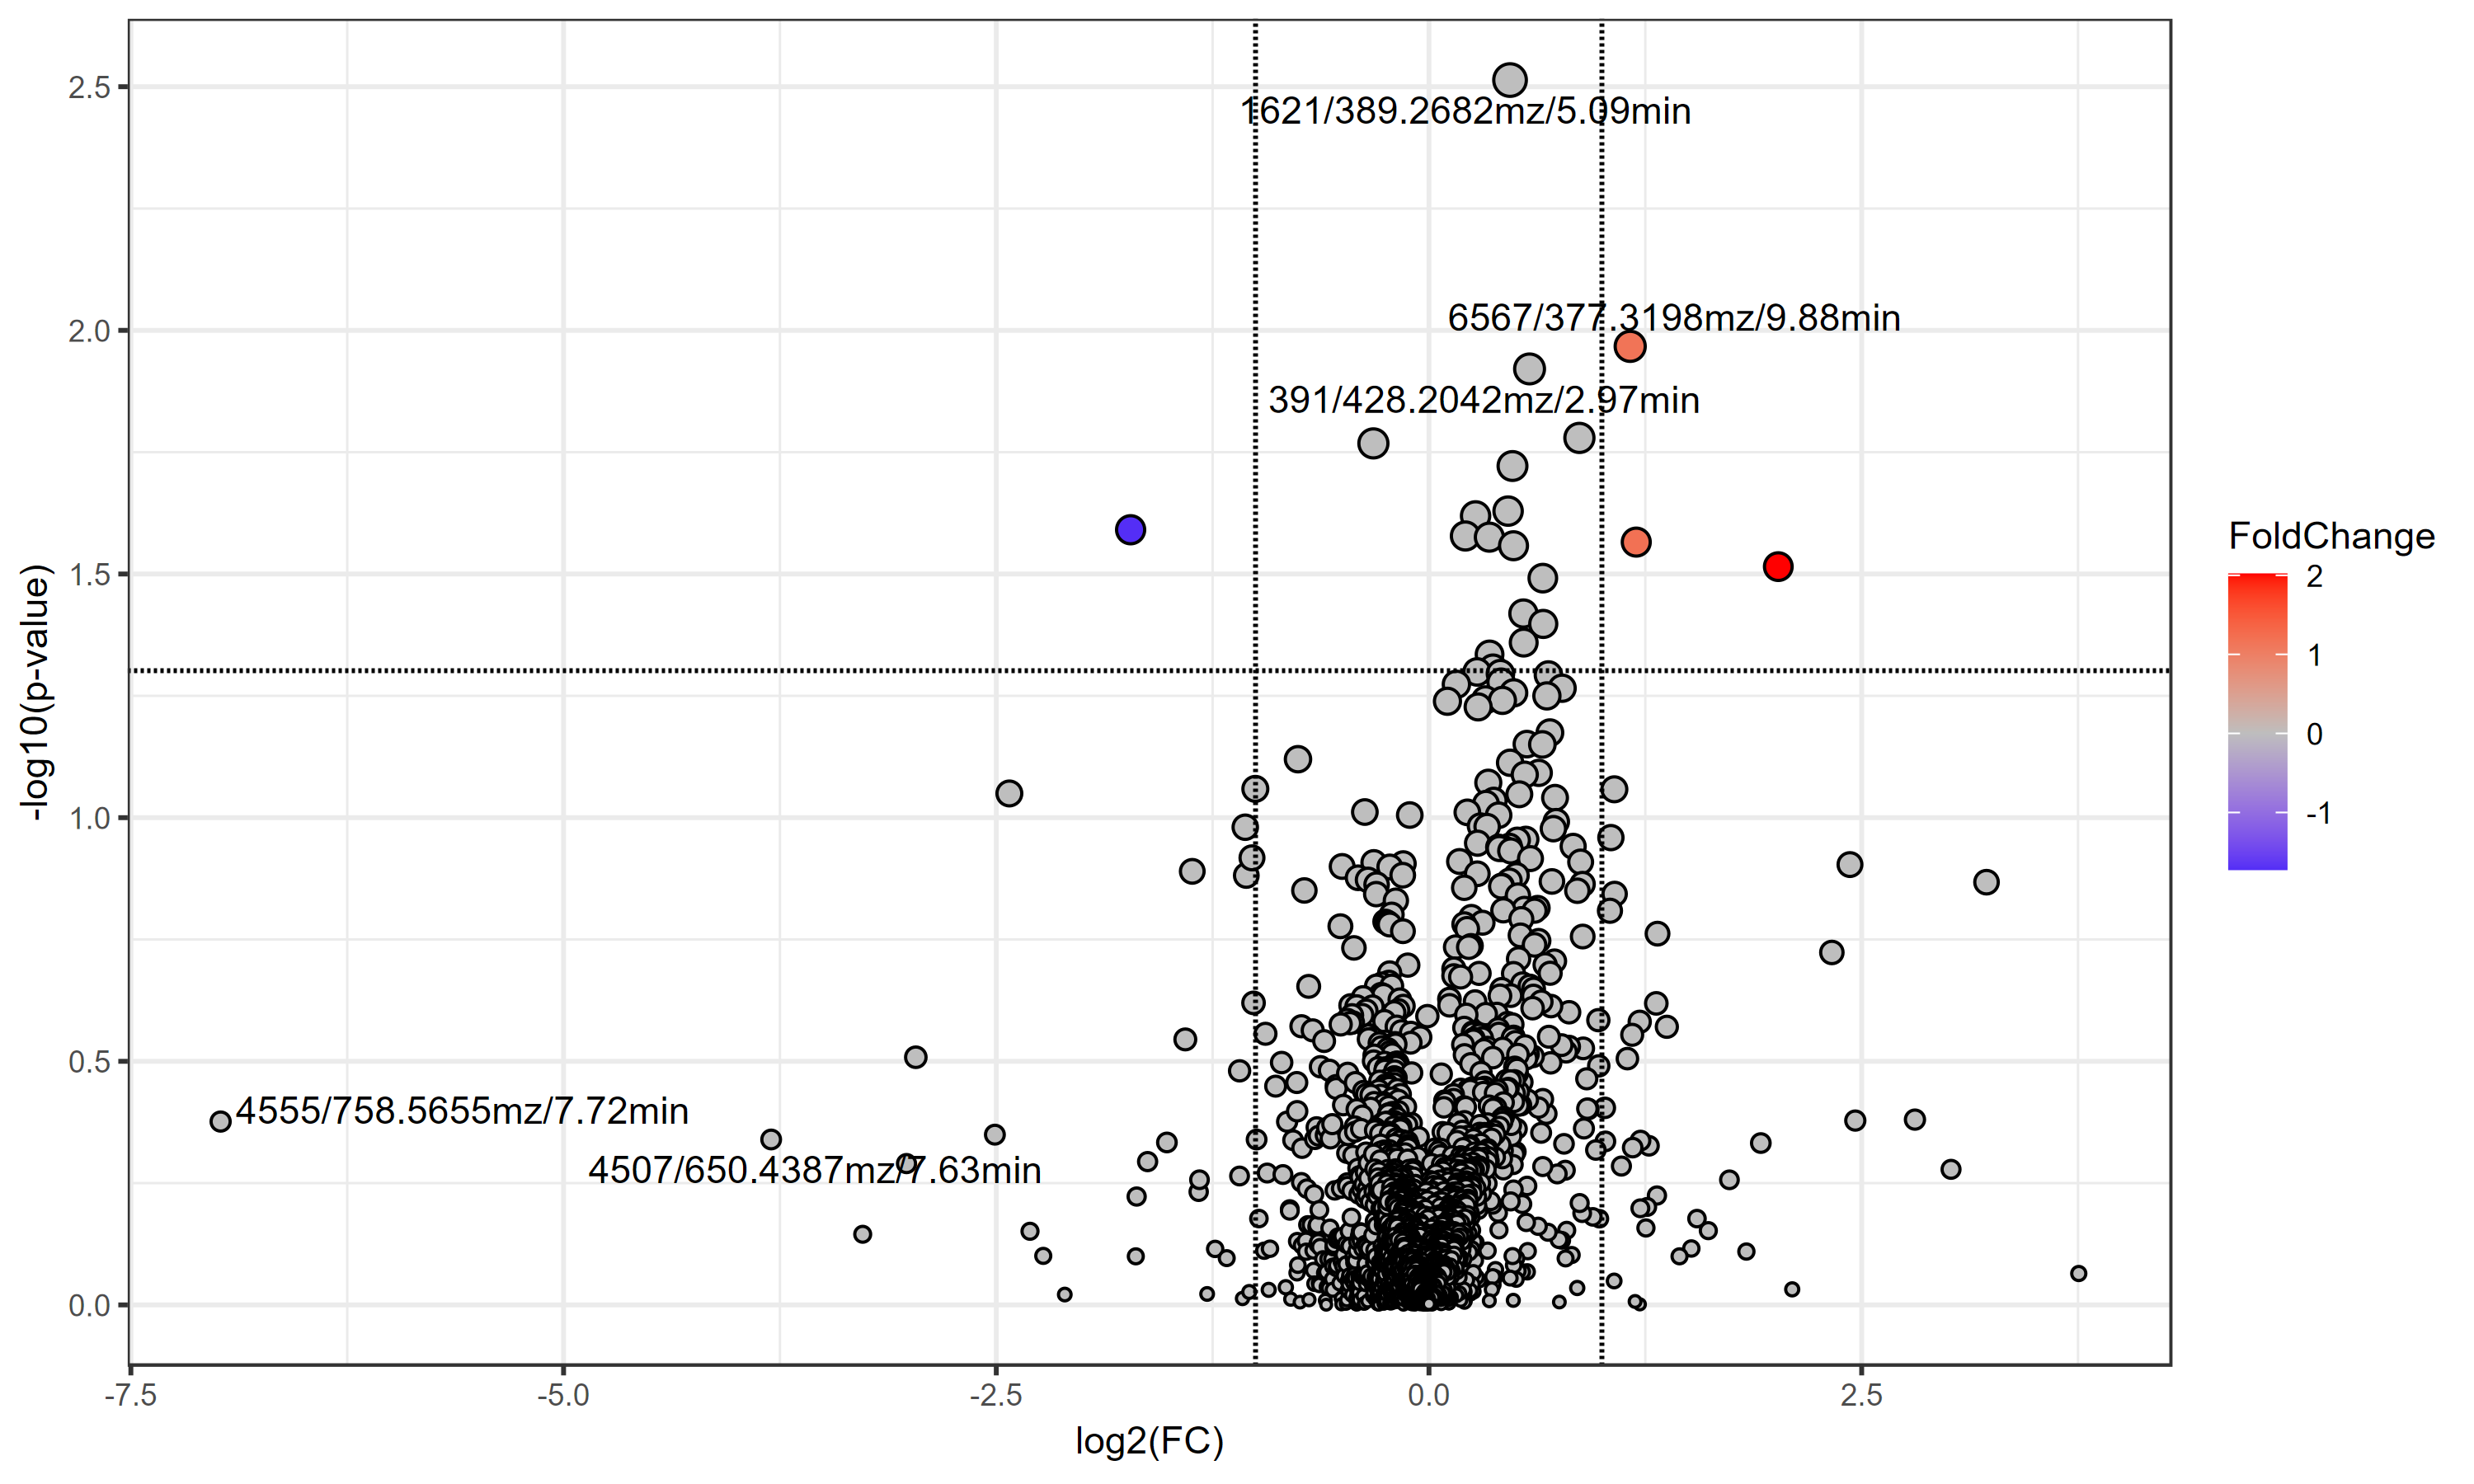 2.5
1621/389.2682mz/5.09min
6567/377.3198mz/9.88min
2.0
391/428.2042mz/2.97min
FoldChange
1.5
2
1
0
-1
-log10(p-value)
1.0
0.5
4555/758.5655mz/7.72min
4507/650.4387mz/7.63min
0.0
-7.5 -5.0 -2.5 0.0 2.5
log2(FC)